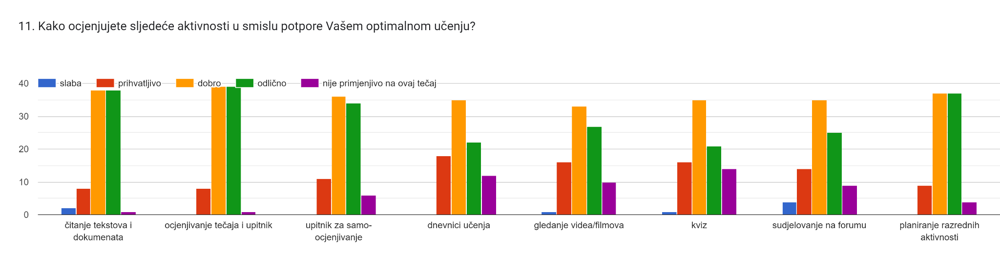 11. Kako ocjenjujete sljedeće aktivnosti u smislu potpore Vašem optimalnom učenju?
slaba prihvatljivo dobro odlično nije primjenjivo na ovaj tečaj
40
30
20
10
0
čitanje tekstova i
dokumenata
ocjenjivanje tečaja i upitnik
upitnik za samo-
ocjenjivanje
dnevnici učenja
gledanje videa/filmova
kviz
sudjelovanje na forumu
planiranje razrednih
aktivnosti